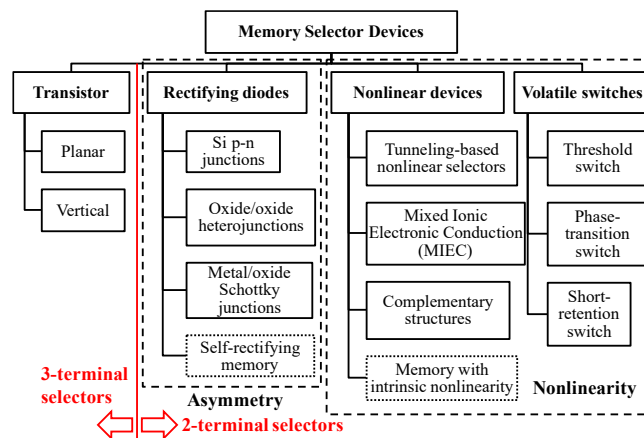 Memory Selector Devices
Transistor
Planar
Vertical
Rectifying diodes
Si p-n
junctions
Oxide/oxide
heterojunctions
Metal/oxide
Schottky
junctions
Self-rectifying
memory
Asymmetry
Nonlinear devices
Tunneling-based
nonlinear selectors
Mixed Ionic
Electronic Conduction
(MIEC)
Complementary
structures
Memory with
intrinsic nonlinearity
Volatile switches
Threshold
switch
Phase-
transition
switch
Short-
retention
switch
Nonlinearity
3-terminal
selectors
2-terminal selectors